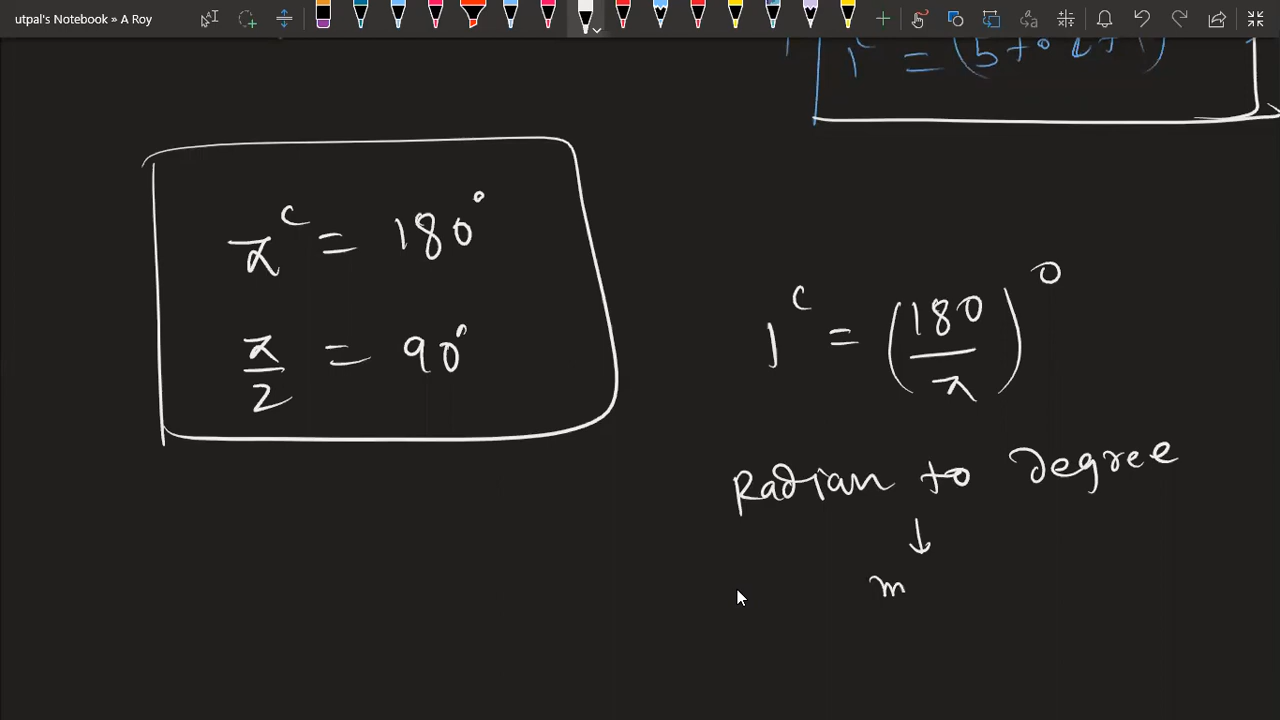 utpal's Notebook » A Roy
π^c = 180°
π/2 = 90°
1^c = (180/π)°
Radian to Degree
↓
m